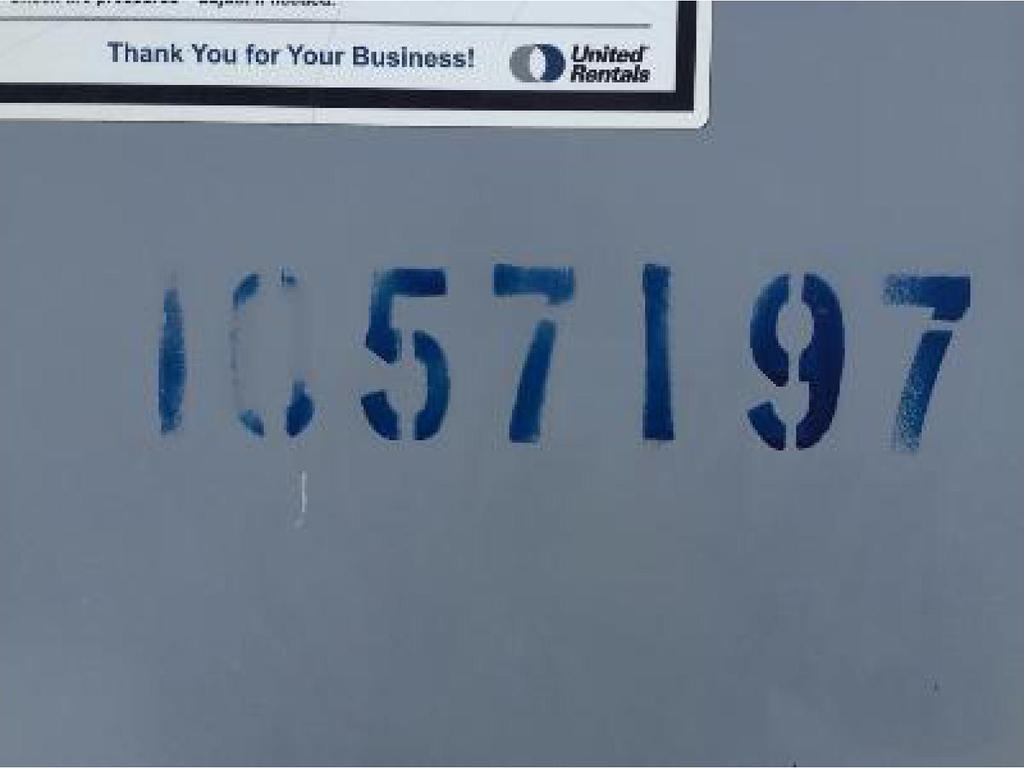 Thank You for Your Business!
United
Rentals
1057197